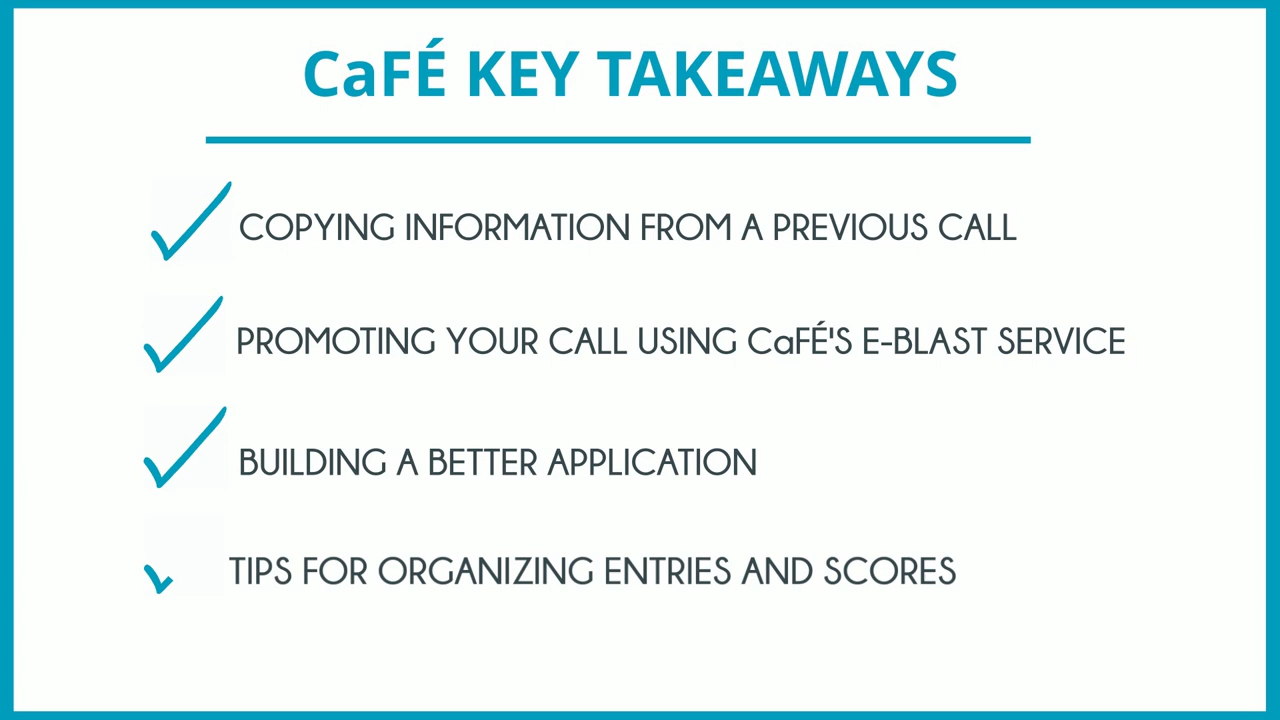 CaFÉ KEY TAKEAWAYS
COPYING INFORMATION FROM A PREVIOUS CALL
PROMOTING YOUR CALL USING CaFÉ'S E-BLAST SERVICE
BUILDING A BETTER APPLICATION
TIPS FOR ORGANIZING ENTRIES AND SCORES